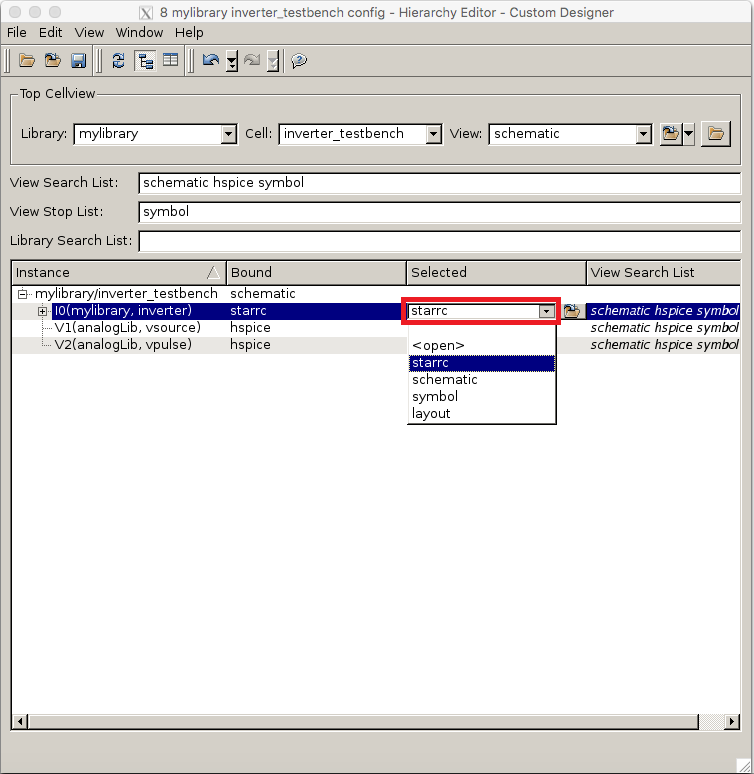 8 mylibrary inverter_testbench config - Hierarchy Editor - Custom Designer
File Edit View Window Help
Top Cellview
Library: mylibrary Cell: inverter_testbench View: schematic
View Search List: schematic hspice symbol
View Stop List: symbol
Library Search List:
Instance Bound Selected View Search List
mylibrary/inverter_testbench schematic
I0(mylibrary, inverter) starrc starrc schematic hspice symbol
V1(analogLib, vsource) hspice schematic hspice symbol
V2(analogLib, vpulse) hspice <open> schematic hspice symbol
starrc
schematic
symbol
layout